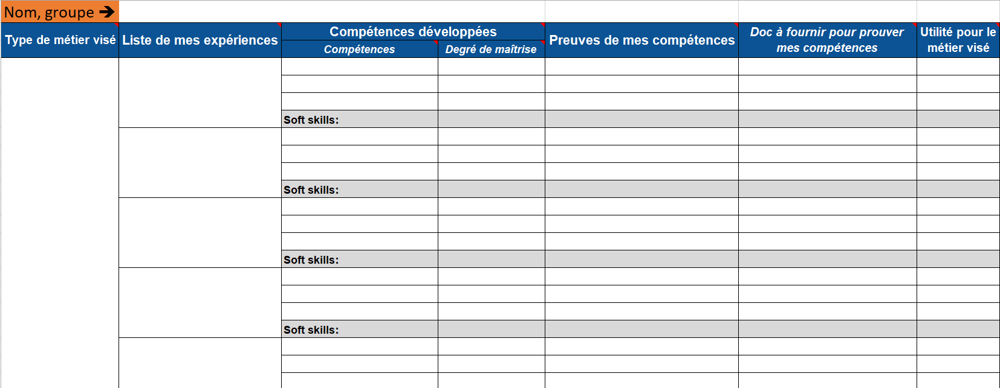 Nom, groupe ➔
Type de métier visé
Liste de mes expériences
Compétences développées
Compétences
Degré de maîtrise
Preuves de mes compétences
Doc à fournir pour prouver
mes compétences
Utilité pour le
métier visé
Soft skills:
Soft skills:
Soft skills:
Soft skills: